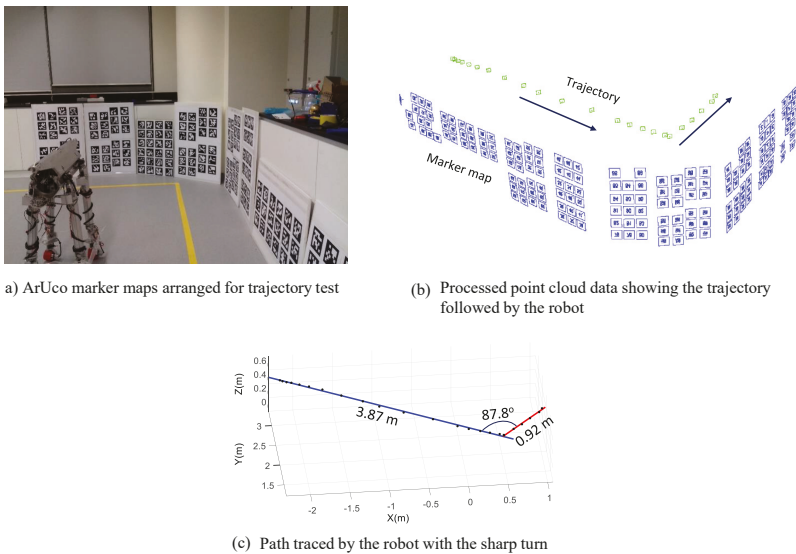 Trajectory
Marker map
a) ArUco marker maps arranged for trajectory test
(b) Processed point cloud data showing the trajectory
followed by the robot
0.6
0.4
0.2
0
Z(m)
3
2.5
2
1.5
Y(m)
3.87 m
87.8°
0.92 m
-2
-1.5
-1
-0.5
0
0.5
1
X(m)
(c) Path traced by the robot with the sharp turn